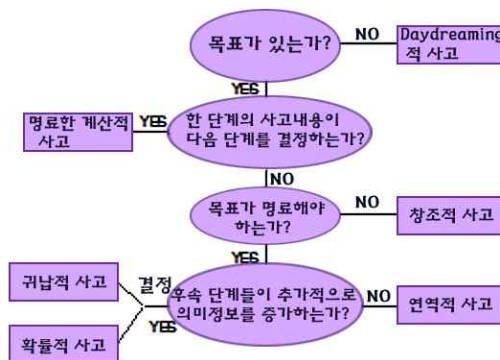 목표가 있는가?
NO
Daydreaming
적 사고
YES
한 단계의 사고내용이
다음 단계를 결정하는가?
YES
명료한 계산적
사고
NO
목표가 명료해야
하는가?
NO
창조적 사고
YES
후속 단계들이 추가적으로
의미정보를 증가하는가?
NO
연역적 사고
결정
YES
귀납적 사고
확률적 사고